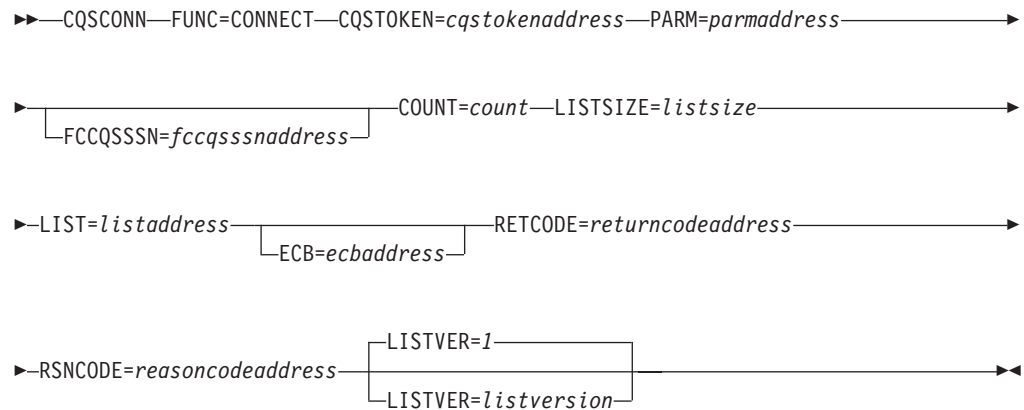 CQSCONN FUNC=CONNECT CQSTOKEN=cqstokenaddress PARM=parmaddress
COUNT=count LISTSIZE=listsize
FCCQSSSN=fccqsssnaddress
LIST=listaddress RETCODE=returncodeaddress
ECB=ecbaddress
LISTVER=1
RSNCODE=reasoncodeaddress
LISTVER=listversion